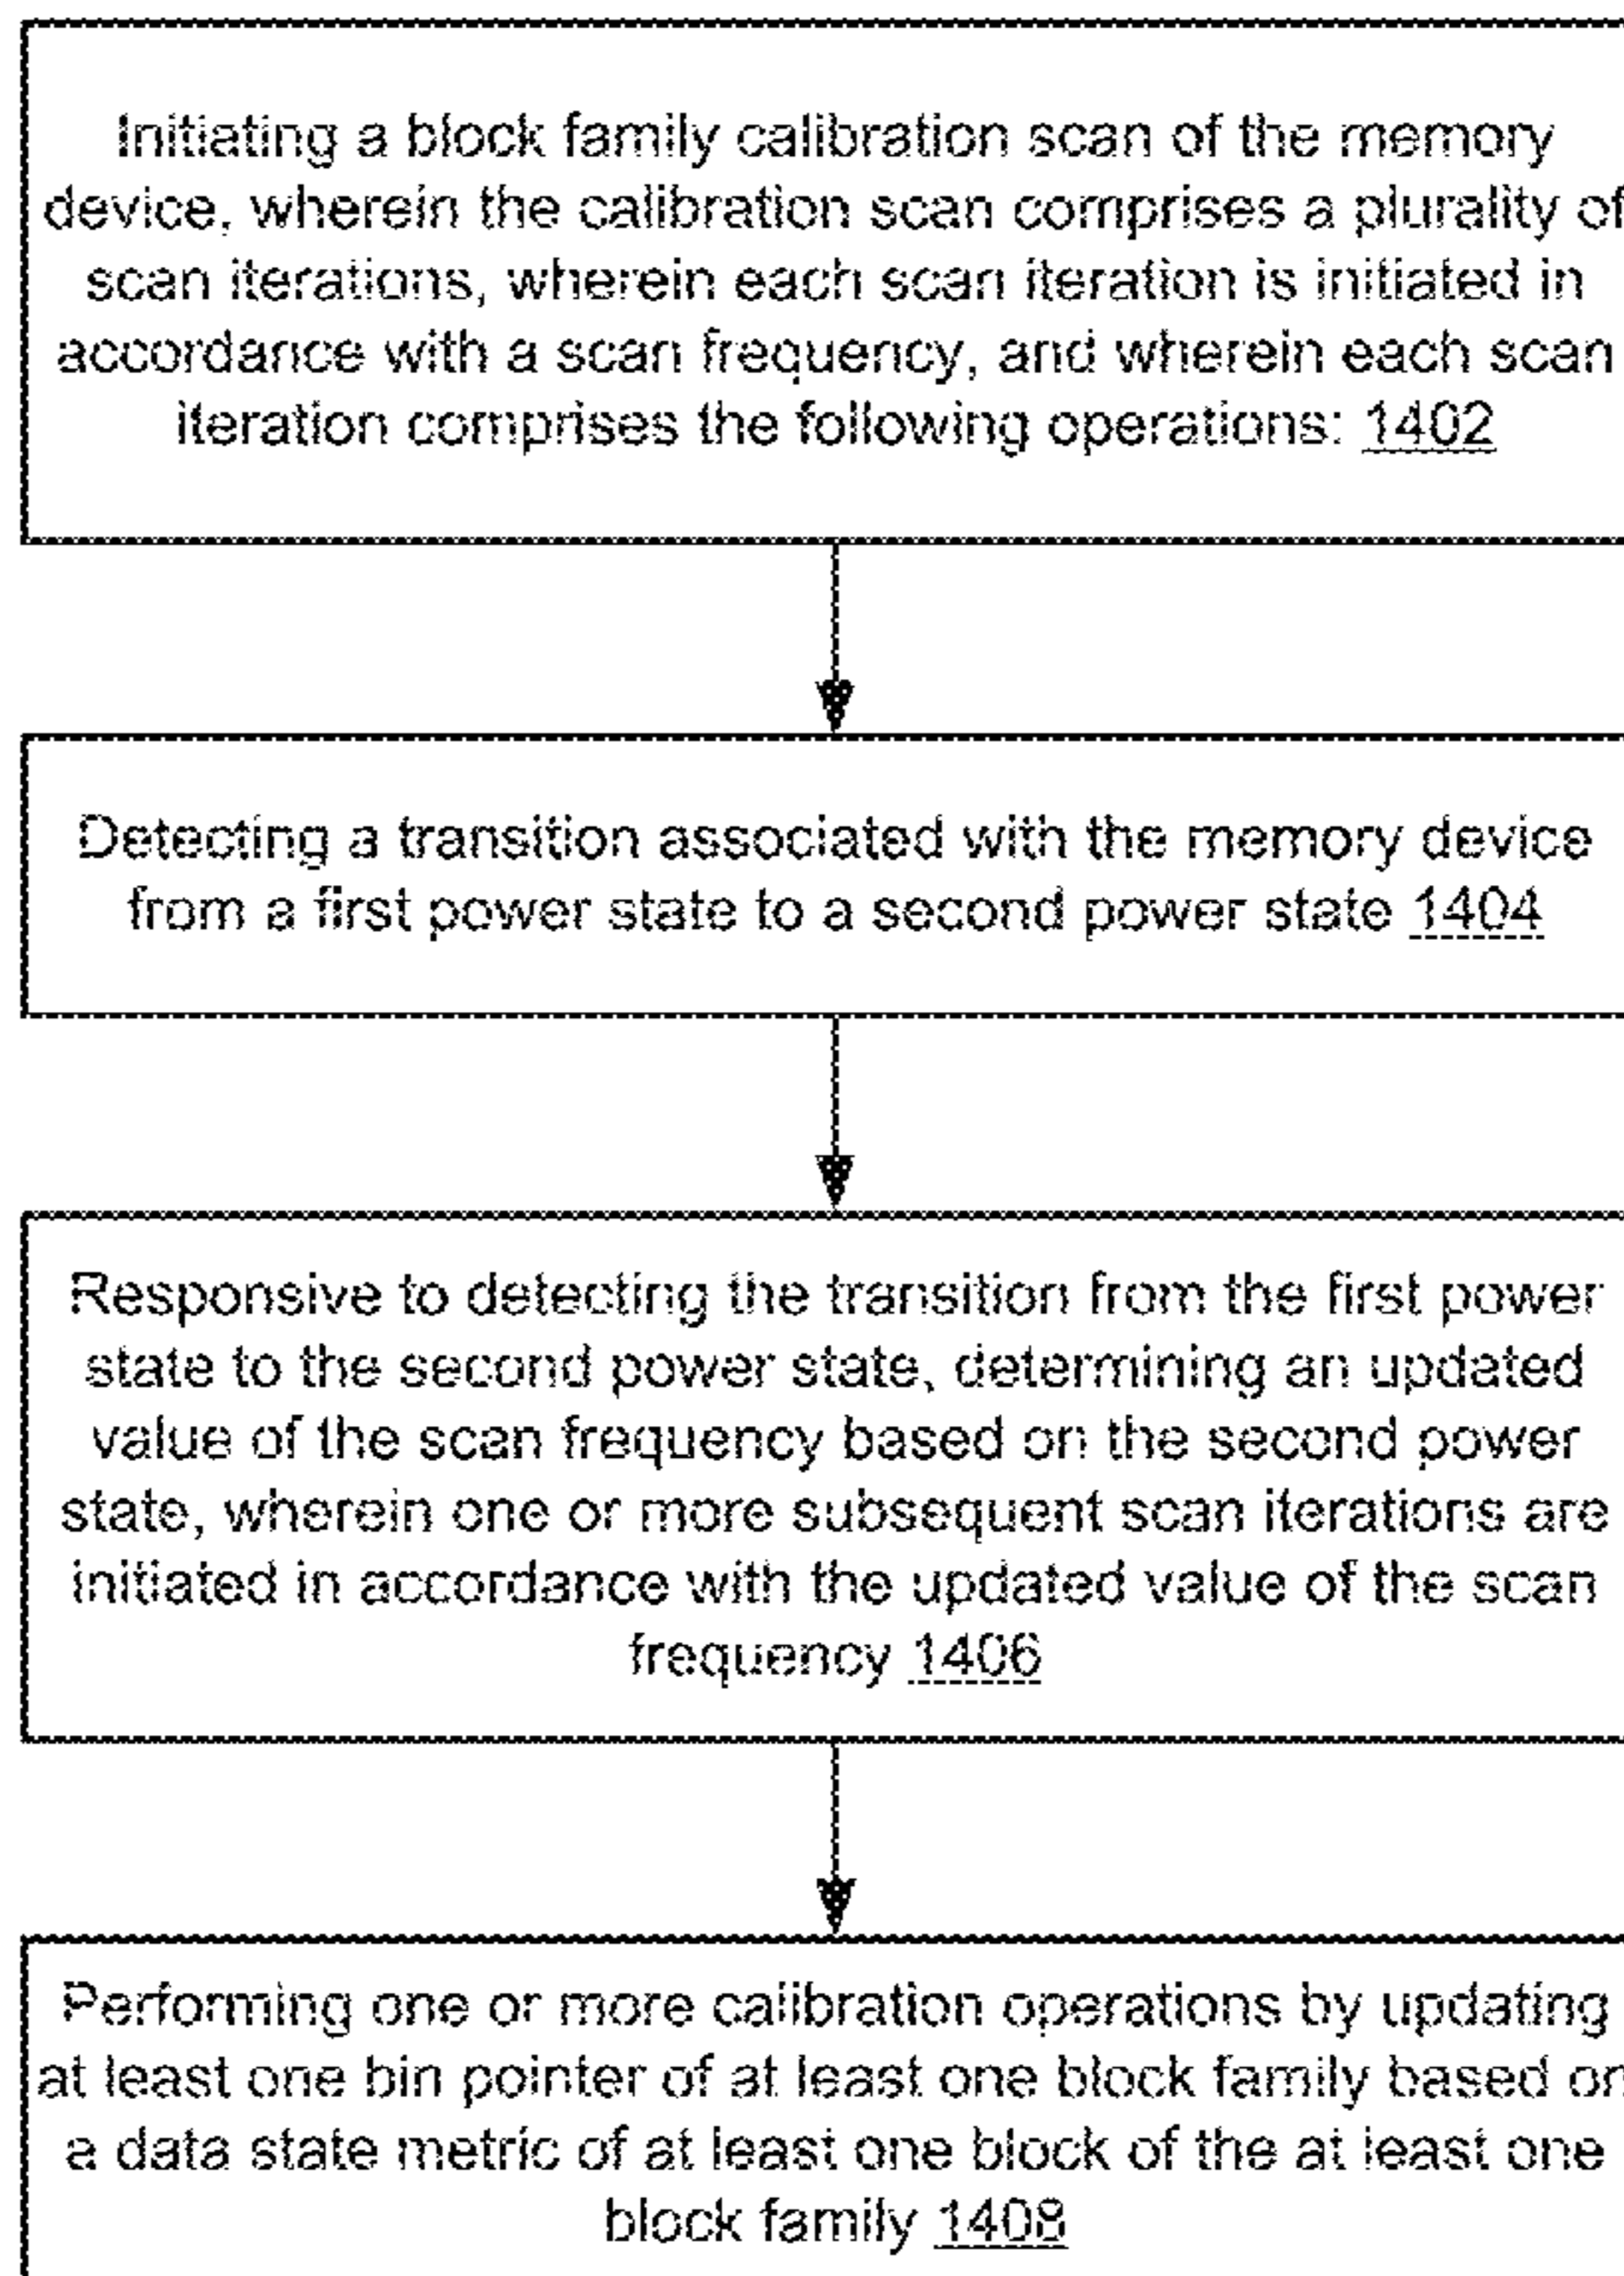 Initiating a block family calibration scan of the memory
device, wherein the calibration scan comprises a plurality of
scan iterations, wherein each scan iteration is initiated in
accordance with a scan frequency, and wherein each scan
iteration comprises the following operations: 1402
Detecting a transition associated with the memory device
from a first power state to a second power state 1404
Responsive to detecting the transition from the first power
state to the second power state, determining an updated
value of the scan frequency based on the second power
state, wherein one or more subsequent scan iterations are
initiated in accordance with the updated value of the scan
frequency 1406
Performing one or more calibration operations by updating
at least one bin pointer of at least one block family based on
a data state metric of at least one block of the at least one
block family 1408